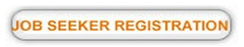 JOB SEEKER REGISTRATION